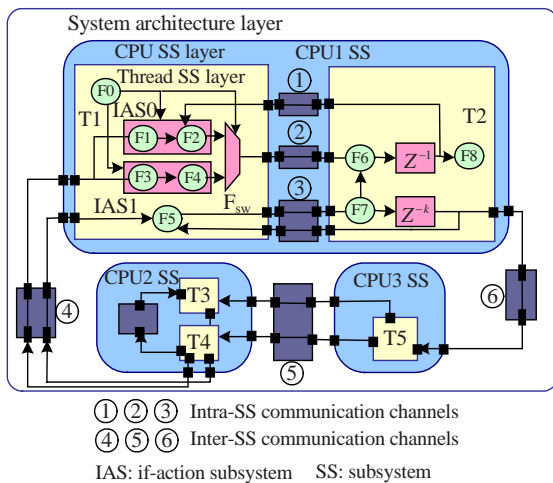 System architecture layer
CPU SS layer
CPU1 SS
Thread SS layer
F0
IAS0
T1
F1
F2
F3
F4
IAS1
F5
F_sw
1
2
3
T2
F6
Z^{-1}
F8
F7
Z^{-k}
4
CPU2 SS
T3
T4
5
CPU3 SS
T5
6
1 2 3 Intra-SS communication channels
4 5 6 Inter-SS communication channels
IAS: if-action subsystem SS: subsystem